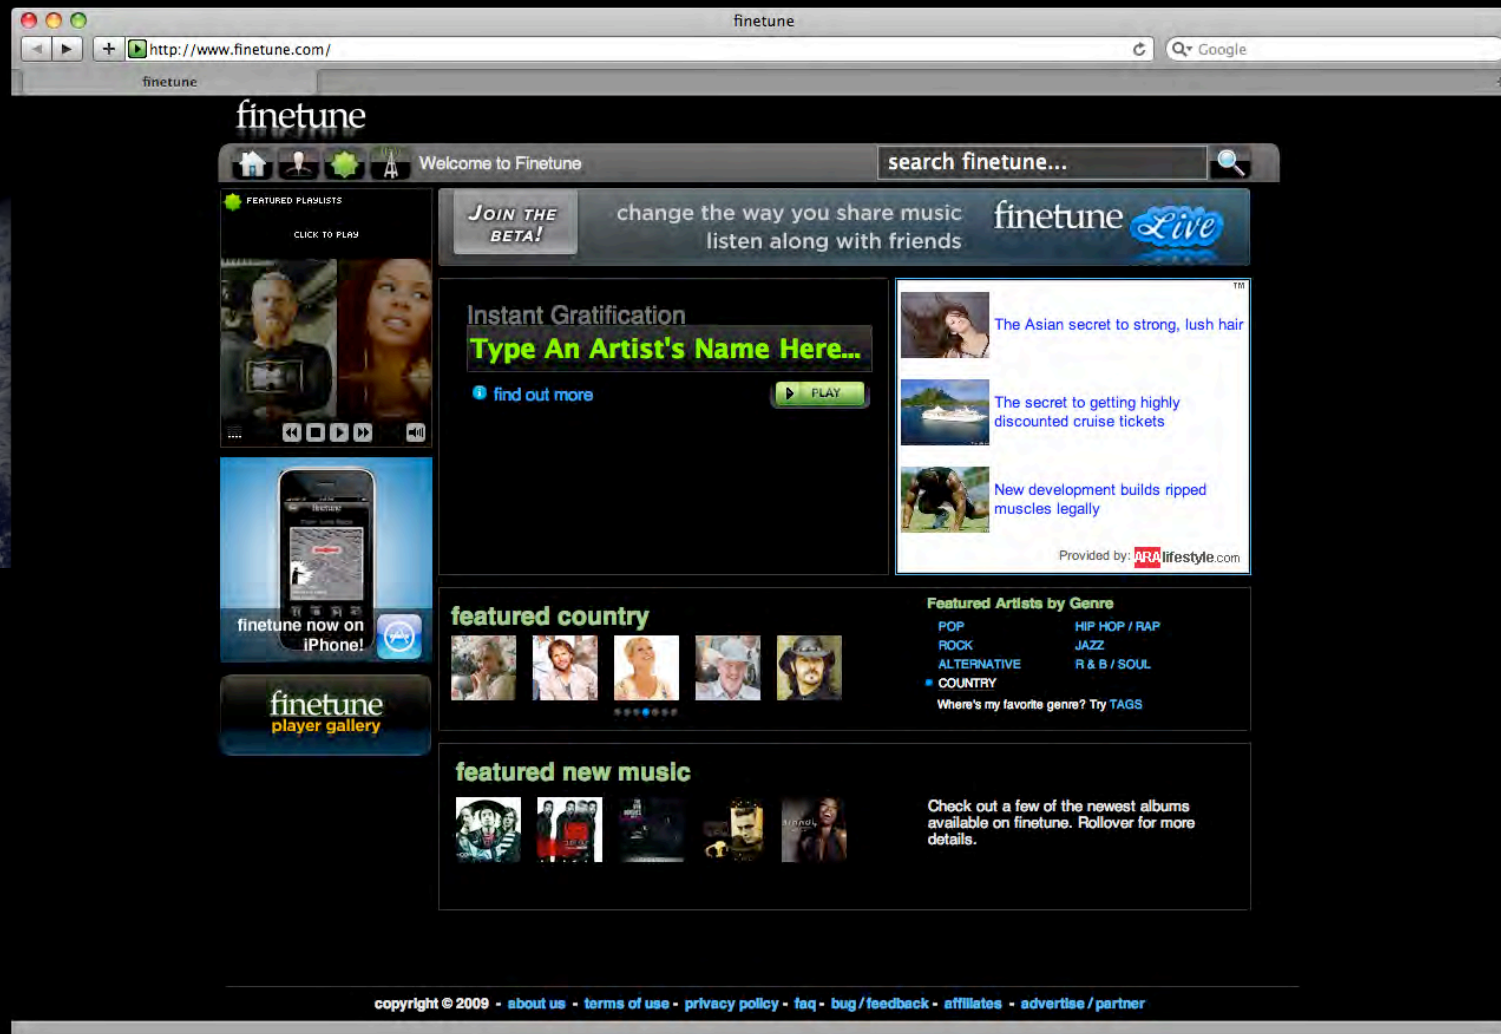 finetune
http://www.finetune.com/
Google
finetune
finetune
Welcome to Finetune
search finetune...
FEATURED PLAYLISTS
CLICK TO PLAY
JOIN THE
BETA!
change the way you share music
listen along with friends
finetune Live
Instant Gratification
Type An Artist's Name Here...
find out more
PLAY
TM
The Asian secret to strong, lush hair
The secret to getting highly
discounted cruise tickets
New development builds ripped
muscles legally
Provided by: ARAlifestyle.com
finetune
finetune now on
iPhone!
finetune
player gallery
featured country
Featured Artists by Genre
POP
HIP HOP / RAP
ROCK
JAZZ
ALTERNATIVE
R & B / SOUL
COUNTRY
Where's my favorite genre? Try TAGS
featured new music
Check out a few of the newest albums
available on finetune. Rollover for more
details.
copyright © 2009 - about us - terms of use - privacy policy - faq - bug / feedback - affiliates - advertise / partner